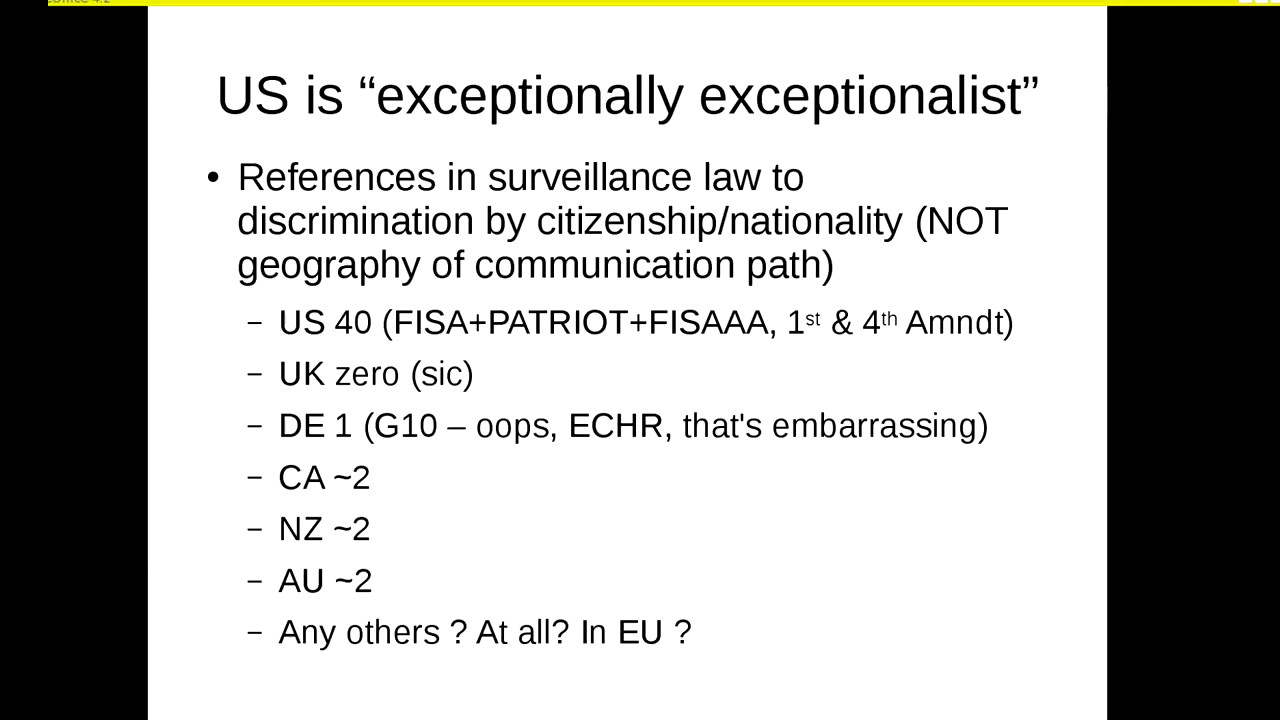 US is “exceptionally exceptionalist”
• References in surveillance law to
discrimination by citizenship/nationality (NOT
geography of communication path)
– US 40 (FISA+PATRIOT+FISAAA, 1st & 4th Amndt)
– UK zero (sic)
– DE 1 (G10 – oops, ECHR, that's embarrassing)
– CA ~2
– NZ ~2
– AU ~2
– Any others ? At all? In EU ?